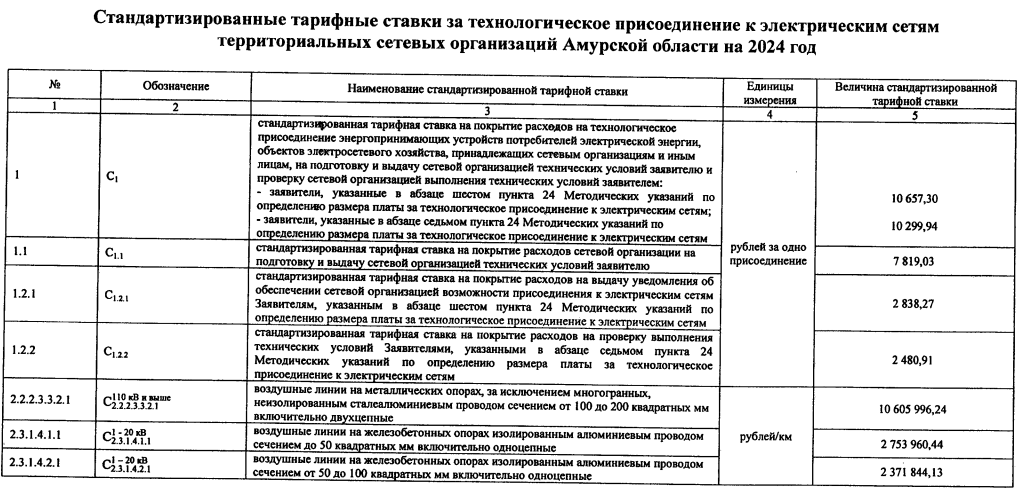 Стандартизированные тарифные ставки за технологическое присоединение к электрическим сетям
территориальных сетевых организаций Амурской области на 2024 год
№
Обозначение
Наименование стандартизированной тарифной ставки
Единицы
измерения
Величина стандартизированной
тарифной ставки
1
2
3
4
5
1
C1
стандартизированная тарифная ставка на покрытие расходов на технологическое
присоединение энергопринимающих устройств потребителей электрической энергии,
объектов электросетевого хозяйства, принадлежащих сетевым организациям и иным
лицам, на подготовку и выдачу сетевой организацией технических условий заявителю и
проверку сетевой организацией выполнения технических условий заявителем:
- заявители, указанные в абзаце шестом пункта 24 Методических указаний по
определению размера платы за технологическое присоединение к электрическим сетям;
- заявители, указанные в абзаце седьмом пункта 24 Методических указаний по
определению размера платы за технологическое присоединение к электрическим сетям
рублей за одно
присоединение
10 657,30
10 299,94
1.1
C1.1
стандартизированная тарифная ставка на покрытие расходов сетевой организации на
подготовку и выдачу сетевой организацией технических условий заявителю
7 819,03
1.2.1
C1.2.1
стандартизированная тарифная ставка на покрытие расходов на выдачу уведомления об
обеспечении сетевой организацией возможности присоединения к электрическим сетям
Заявителям, указанным в абзаце шестом пункта 24 Методических указаний по
определению размера платы за технологическое присоединение к электрическим сетям
2 838,27
1.2.2
C1.2.2
стандартизированная тарифная ставка на покрытие расходов на проверку выполнения
технических условий Заявителями, указанными в абзаце седьмом пункта 24
Методических указаний по определению размера платы за технологическое
присоединение к электрическим сетям
2 480,91
2.2.2.3.3.2.1
C 110 кВ и выше 2.2.2.3.3.2.1
воздушные линии на металлических опорах, за исключением многогранных,
неизолированным сталеалюминиевым проводом сечением от 100 до 200 квадратных мм
включительно двухцепные
рублей/км
10 605 996,24
2.3.1.4.1.1
C 1 - 20 кВ 2.3.1.4.1.1
воздушные линии на железобетонных опорах изолированным алюминиевым проводом
сечением до 50 квадратных мм включительно одноцепные
2 753 960,44
2.3.1.4.2.1
C 1 - 20 кВ 2.3.1.4.2.1
воздушные линии на железобетонных опорах изолированным алюминиевым проводом
сечением от 50 до 100 квадратных мм включительно одноцепные
2 371 844,13